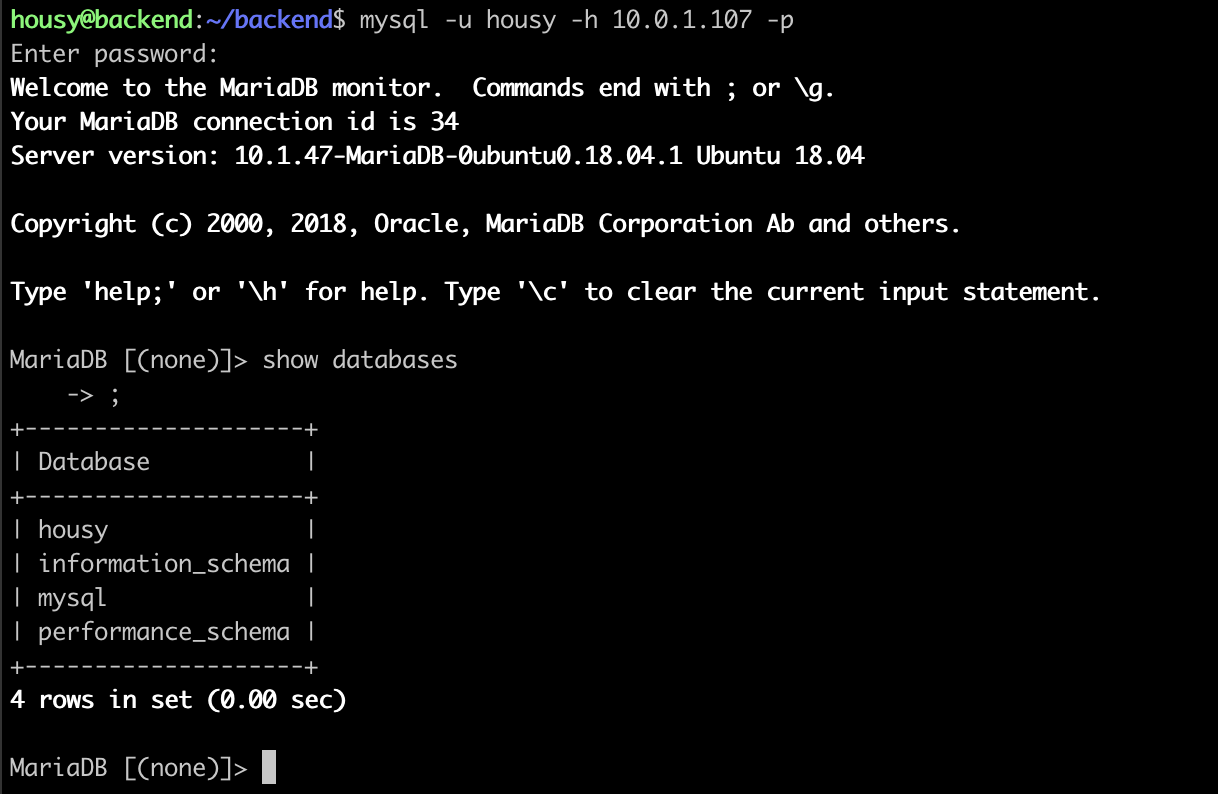 housy@backend:~/backend$ mysql -u housy -h 10.0.1.107 -p
Enter password:
Welcome to the MariaDB monitor.  Commands end with ; or \g.
Your MariaDB connection id is 34
Server version: 10.1.47-MariaDB-0ubuntu0.18.04.1 Ubuntu 18.04

Copyright (c) 2000, 2018, Oracle, MariaDB Corporation Ab and others.

Type 'help;' or '\h' for help. Type '\c' to clear the current input statement.

MariaDB [(none)]> show databases
    -> ;
+--------------------+
| Database           |
+--------------------+
| housy              |
| information_schema |
| mysql              |
| performance_schema |
+--------------------+
4 rows in set (0.00 sec)

MariaDB [(none)]>